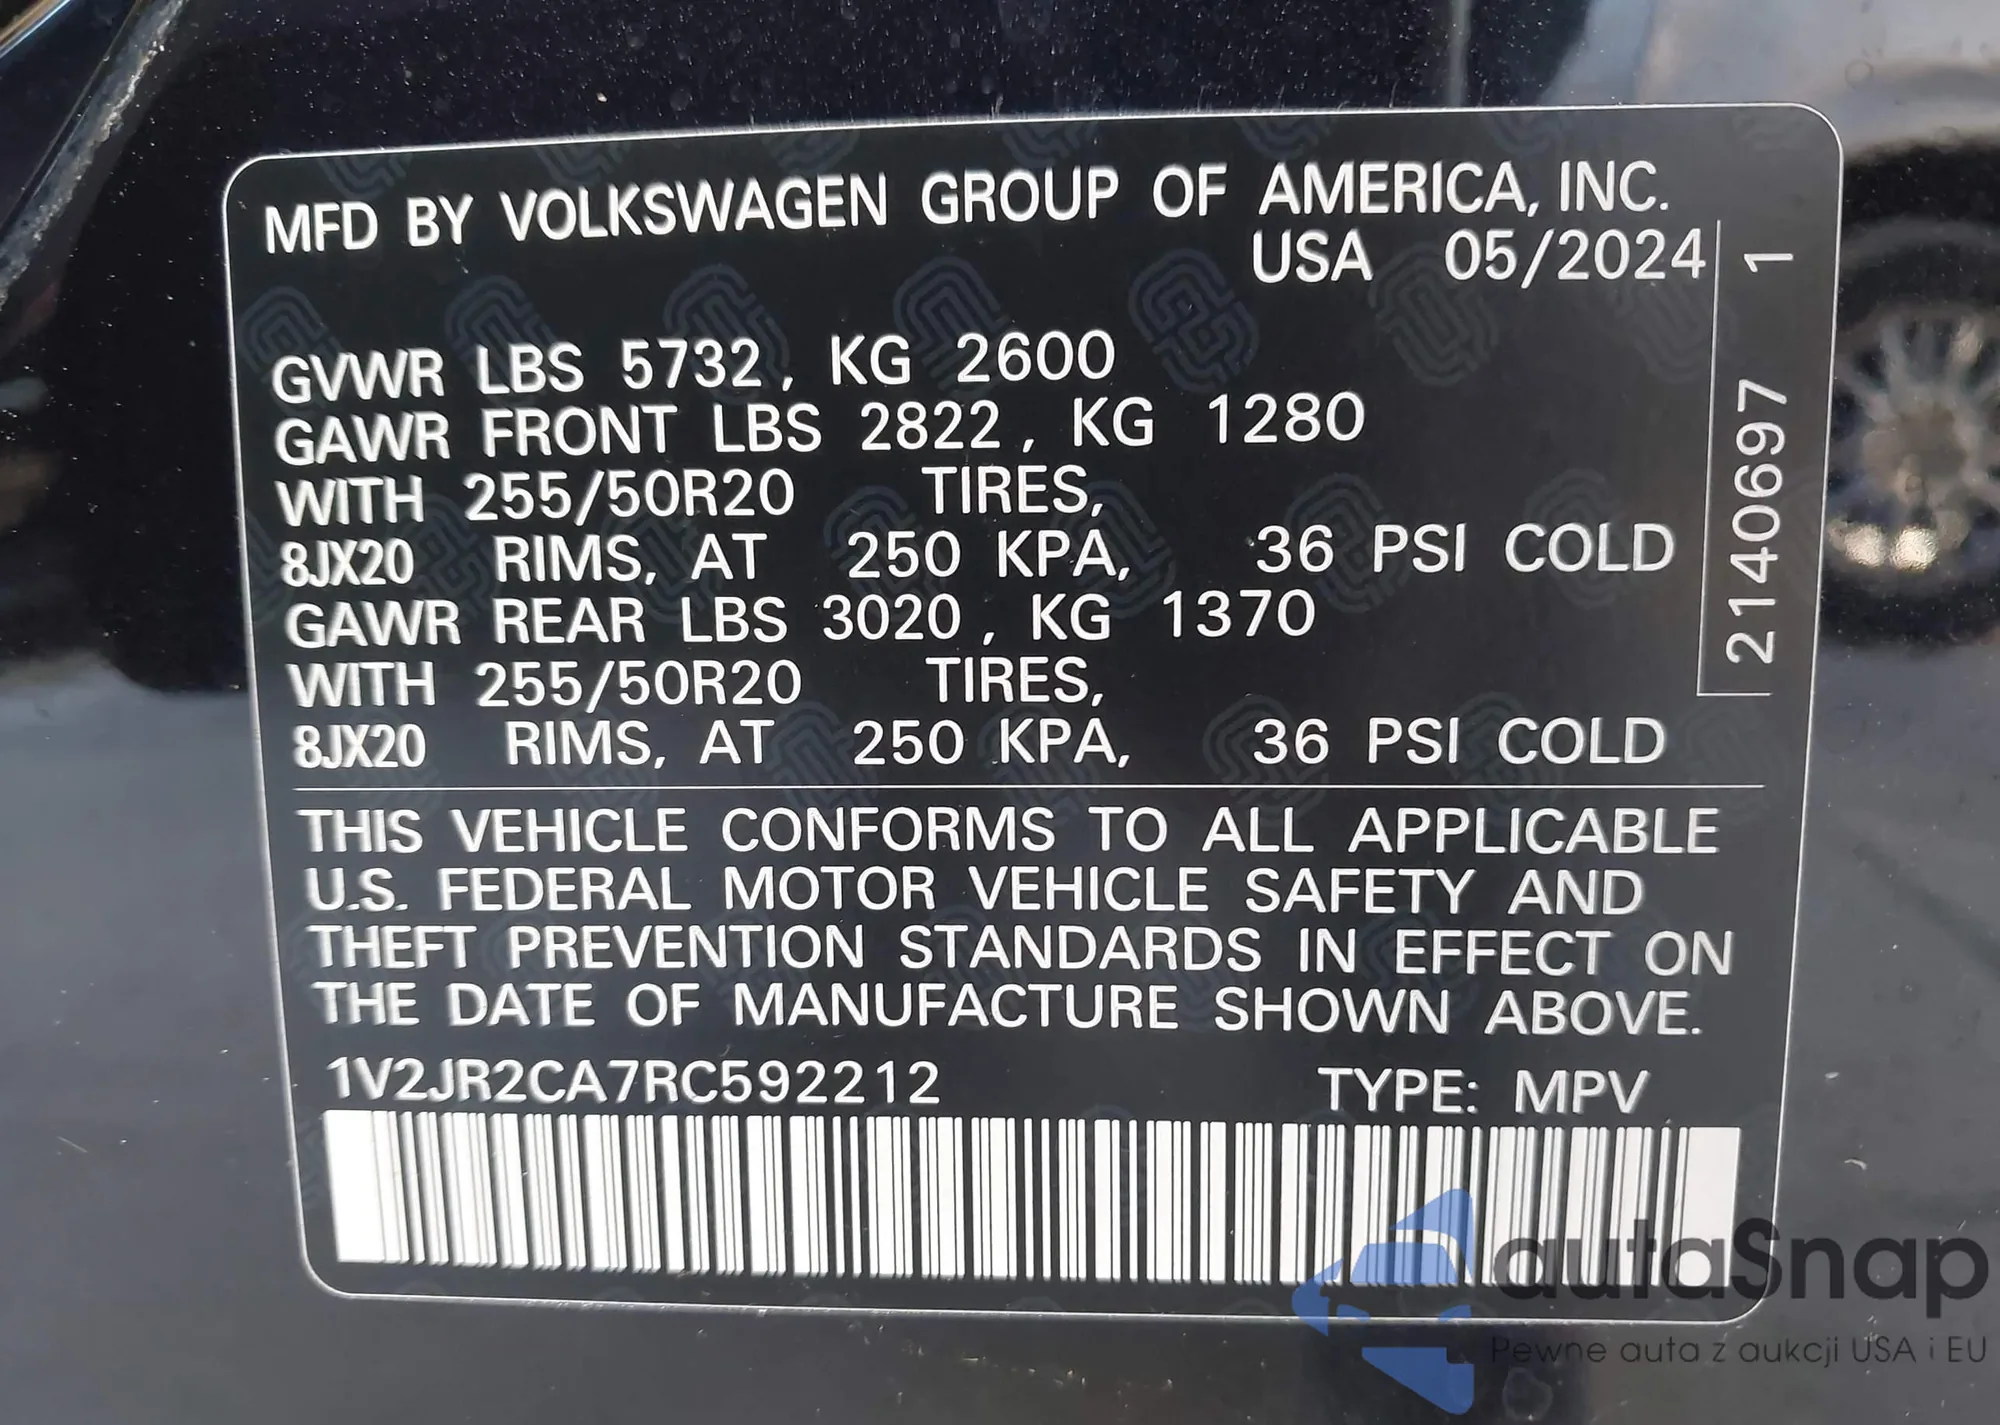 MFD BY VOLKSWAGEN GROUP OF AMERICA, INC.
USA 05/2024
GVWR LBS 5732, KG 2600
GAWR FRONT LBS 2822, KG 1280
WITH 255/50R20 TIRES,
8JX20 RIMS, AT 250 KPA, 36 PSI COLD
GAWR REAR LBS 3020, KG 1370
WITH 255/50R20 TIRES,
8JX20 RIMS, AT 250 KPA, 36 PSI COLD
2140697 1
THIS VEHICLE CONFORMS TO ALL APPLICABLE
U.S. FEDERAL MOTOR VEHICLE SAFETY AND
THEFT PREVENTION STANDARDS IN EFFECT ON
THE DATE OF MANUFACTURE SHOWN ABOVE.
1V2JR2CA7RC592212 TYPE: MPV
autaSnap
Pewne auta z aukcji USA i EU